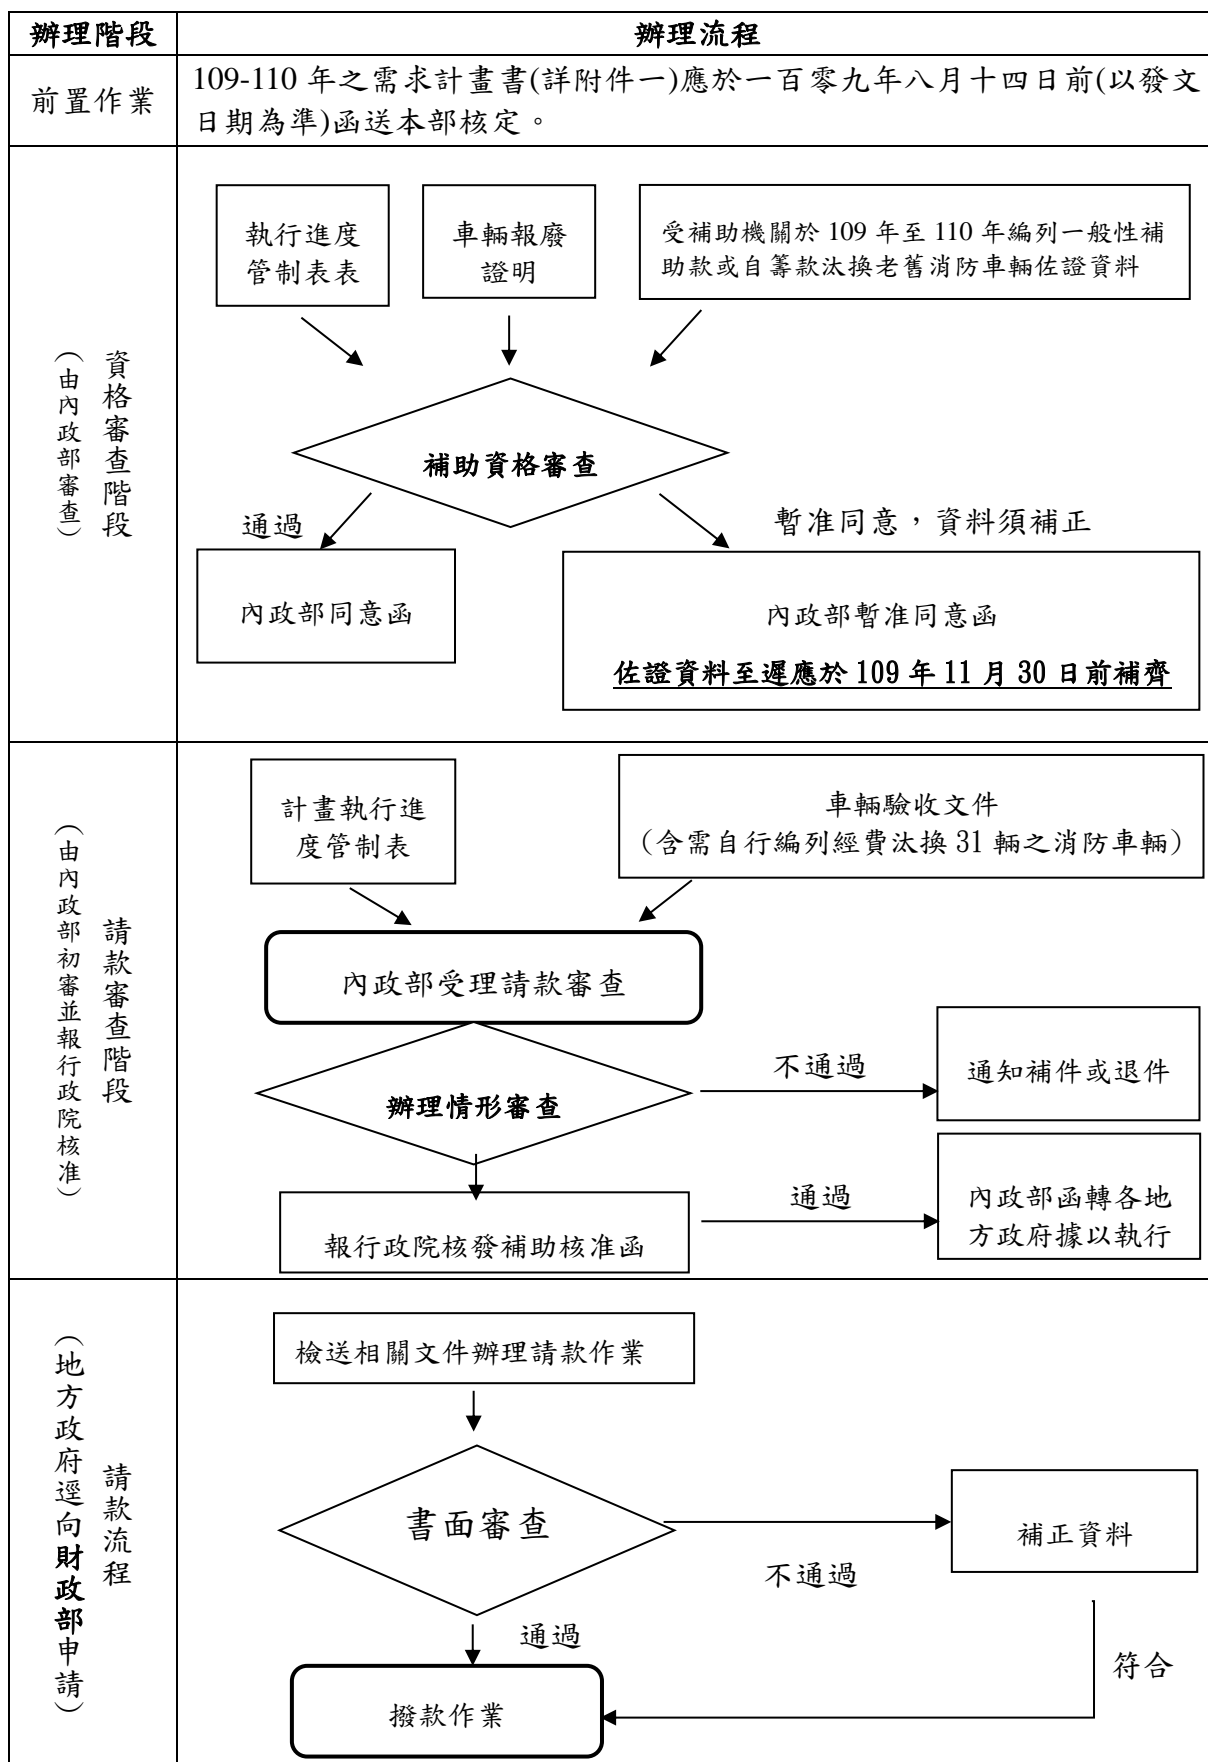 辦理階段
辦理流程
前置作業
109-110 年之需求計畫書(詳附件一)應於一百零九年八月十四日前(以發文
日期為準)函送本部核定。
資格審查階段
（由內政部審查）
執行進度
管制表表
車輛報廢
證明
受補助機關於 109 年至 110 年編列一般性補
助款或自籌款汰換老舊消防車輛佐證資料
補助資格審查
通過
暫准同意，資料須補正
內政部同意函
內政部暫准同意函
佐證資料至遲應於 109 年 11 月 30 日前補齊
請款審查階段
（由內政部初審並報行政院核准）
計畫執行進
度管制表
車輛驗收文件
（含需自行編列經費汰換 31 輛之消防車輛）
內政部受理請款審查
辦理情形審查
不通過
通知補件或退件
報行政院核發補助核准函
通過
內政部函轉各地
方政府據以執行
請款流程
（地方政府逕向財政部申請）
檢送相關文件辦理請款作業
書面審查
不通過
補正資料
通過
符合
撥款作業